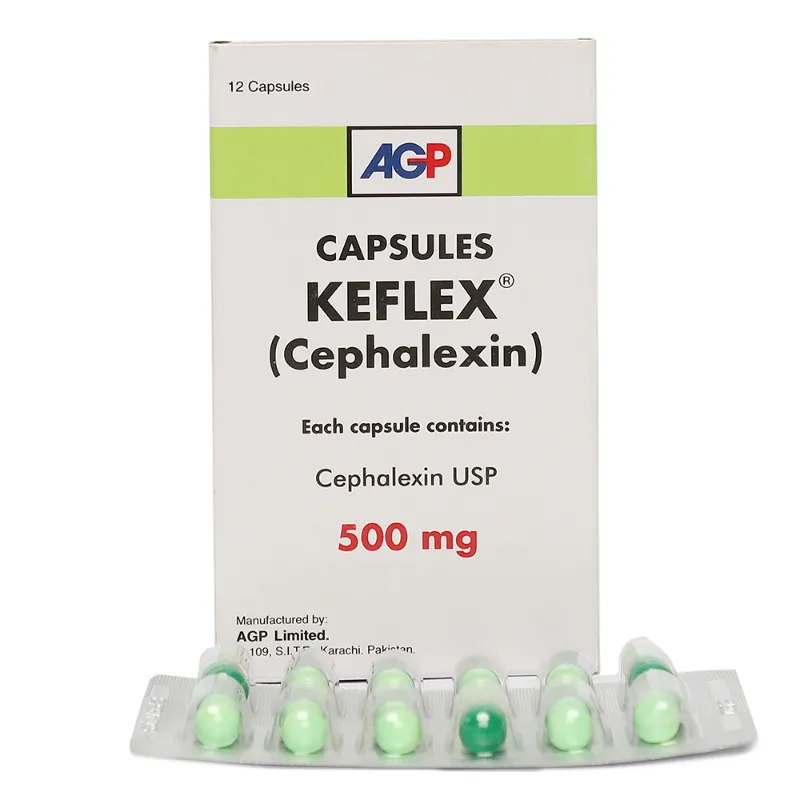 12 Capsules
AGP
CAPSULES
KEFLEX®
(Cephalexin)
Each capsule contains:
Cephalexin USP
500 mg
Manufactured by:
AGP Limited.
109, S.I.T.E., Karachi, Pakistan.